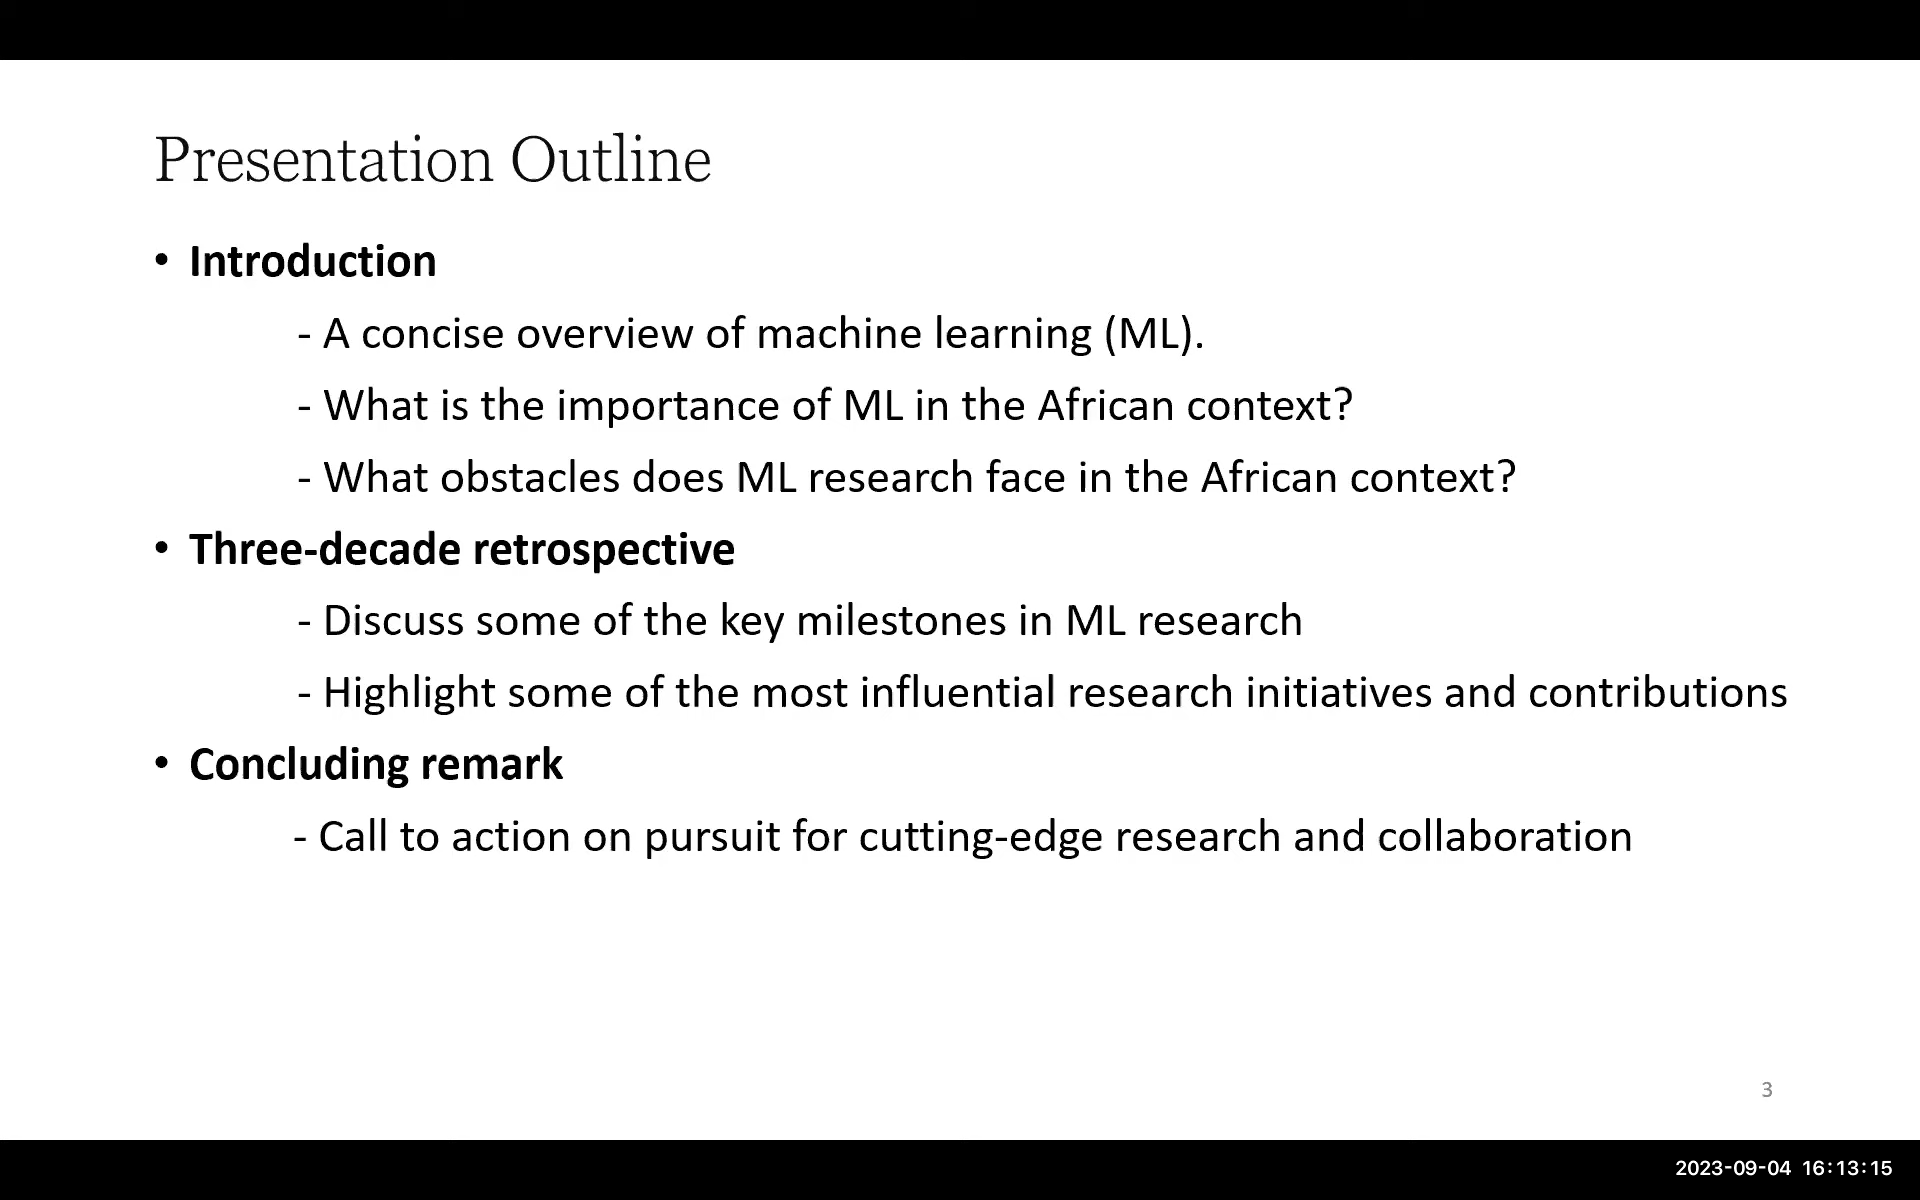 Presentation Outline
• Introduction
- A concise overview of machine learning (ML).
- What is the importance of ML in the African context?
- What obstacles does ML research face in the African context?
• Three-decade retrospective
- Discuss some of the key milestones in ML research
- Highlight some of the most influential research initiatives and contributions
• Concluding remark
- Call to action on pursuit for cutting-edge research and collaboration
3
2023-09-04 16:13:15